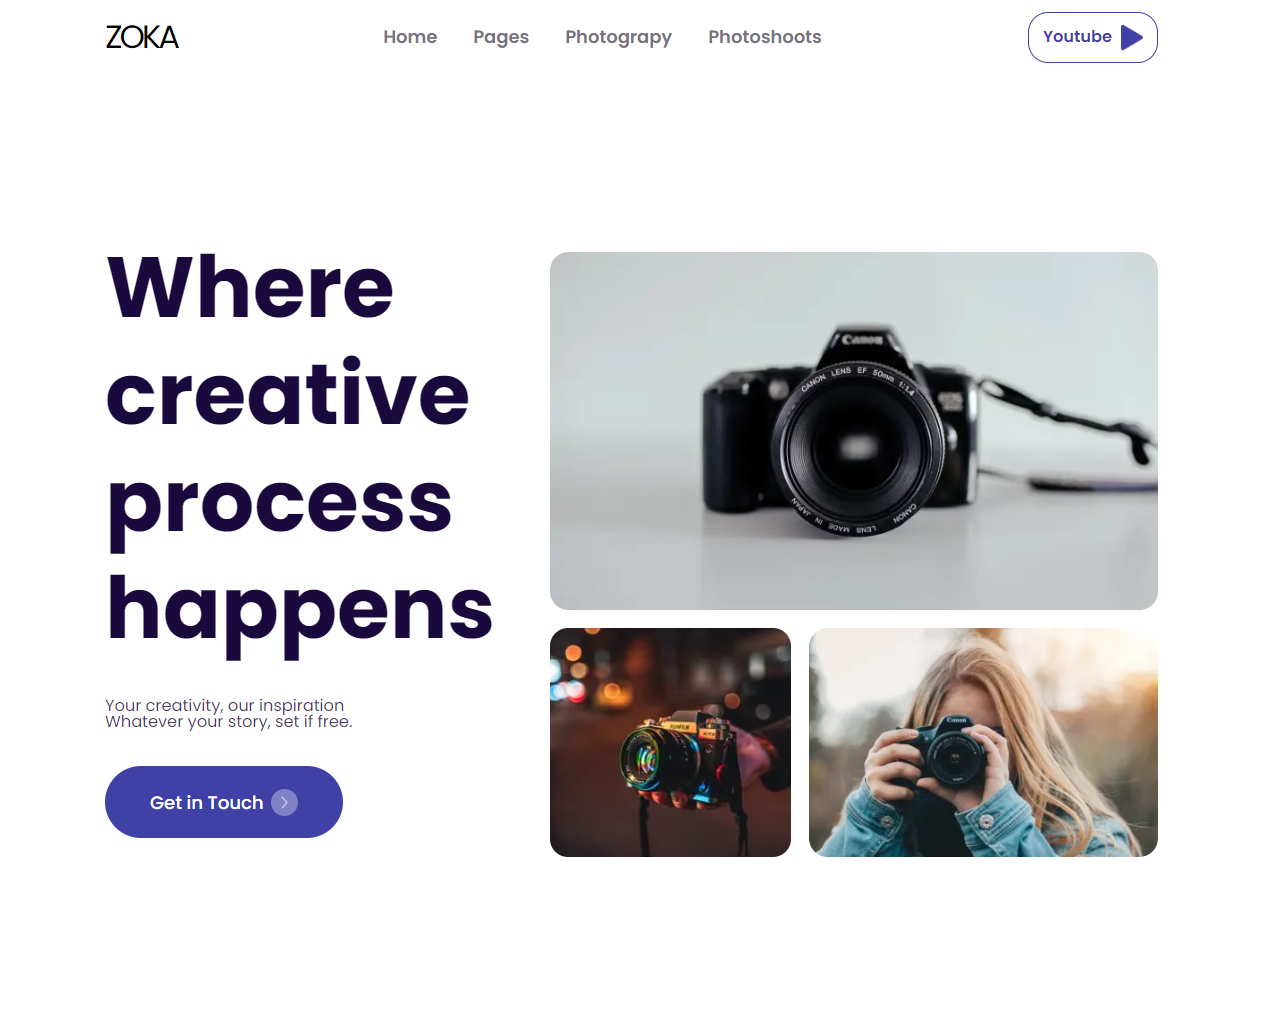 ZOKA
Home
Pages
Photograpy
Photoshoots
Youtube
Where
creative
process
happens
Your creativity, our inspiration
Whatever your story, set if free.
Get in Touch
Canon
CANON LENS EF 50mm 1:1.4
CANON LENS MADE IN JAPAN
FUJIFILM
Canon